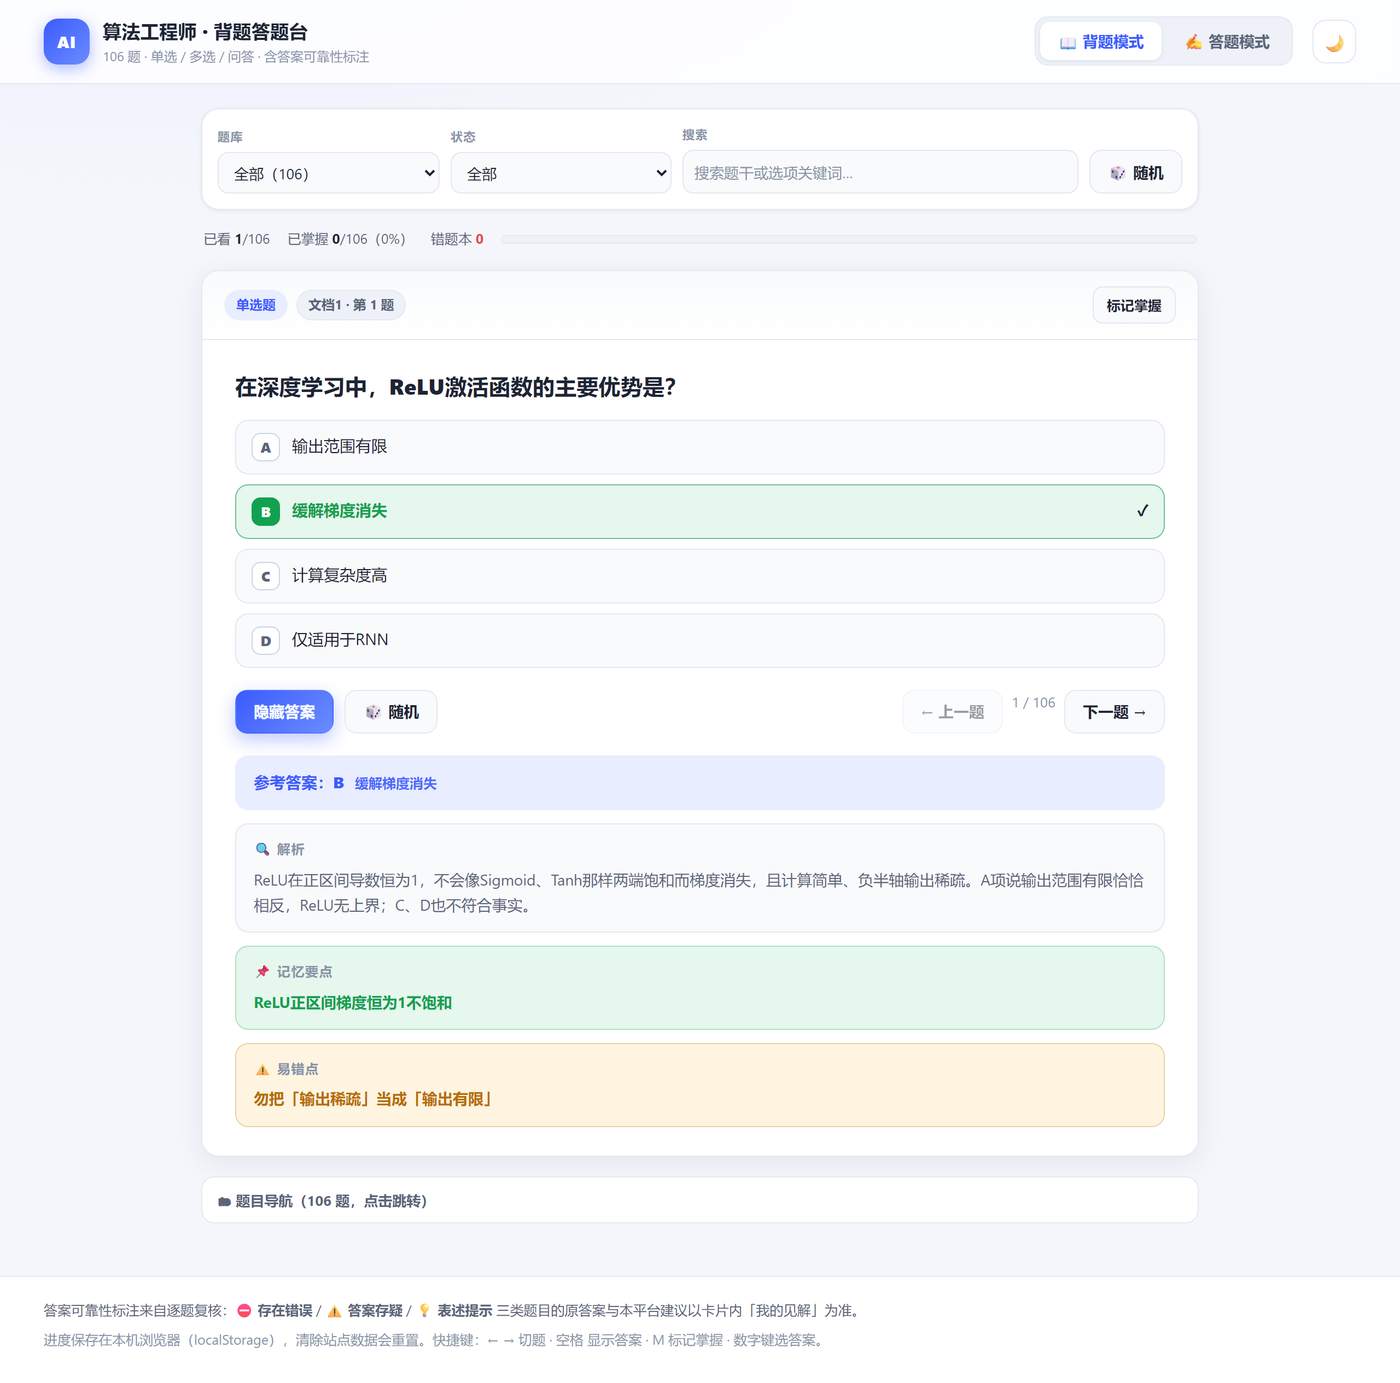 AI
算法工程师 · 背题答题台
106 题 · 单选 / 多选 / 问答 · 含答案可靠性标注
📖 背题模式
✍️ 答题模式
🌙
题库
状态
搜索
全部（106）
全部
搜索题干或选项关键词...
🎲 随机
已看 1/106 已掌握 0/106（0%） 错题本 0
单选题
文档1 · 第 1 题
标记掌握
在深度学习中，ReLU激活函数的主要优势是？
A 输出范围有限
B 缓解梯度消失 ✓
C 计算复杂度高
D 仅适用于RNN
隐藏答案
🎲 随机
← 上一题
1 / 106
下一题 →
参考答案：B 缓解梯度消失
🔍 解析
ReLU在正区间导数恒为1，不会像Sigmoid、Tanh那样两端饱和而梯度消失，且计算简单、负半轴输出稀疏。A项说输出范围有限恰恰
相反，ReLU无上界；C、D也不符合事实。
📌 记忆要点
ReLU正区间梯度恒为1不饱和
⚠️ 易错点
勿把「输出稀疏」当成「输出有限」
题目导航（106 题，点击跳转）
答案可靠性标注来自逐题复核：⛔ 存在错误 / ⚠️ 答案存疑 / 💡 表述提示 三类题目的原答案与本平台建议以卡片内「我的见解」为准。
进度保存在本机浏览器（localStorage），清除站点数据会重置。快捷键：← → 切题 · 空格 显示答案 · M 标记掌握 · 数字键选答案。